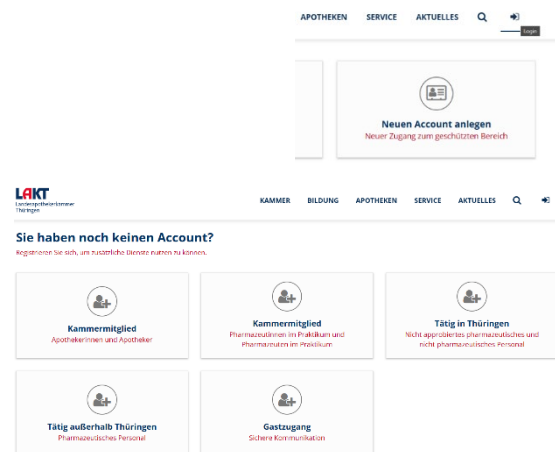 APOTHEKEN SERVICE AKTUELLES
Login
Neuen Account anlegen
Neuer Zugang zum geschützten Bereich
LAKT
Landesapothekerkammer
Thüringen
KAMMER BILDUNG APOTHEKEN SERVICE AKTUELLES
Sie haben noch keinen Account?
Registrieren Sie sich, um zusätzliche Dienste nutzen zu können.
Kammermitglied
Apothekerinnen und Apotheker
Kammermitglied
Pharmazeutinnen im Praktikum und
Pharmazeuten im Praktikum
Tätig in Thüringen
Nicht approbiertes pharmazeutisches und
nicht pharmazeutisches Personal
Tätig außerhalb Thüringen
Pharmazeutisches Personal
Gastzugang
Sichere Kommunikation